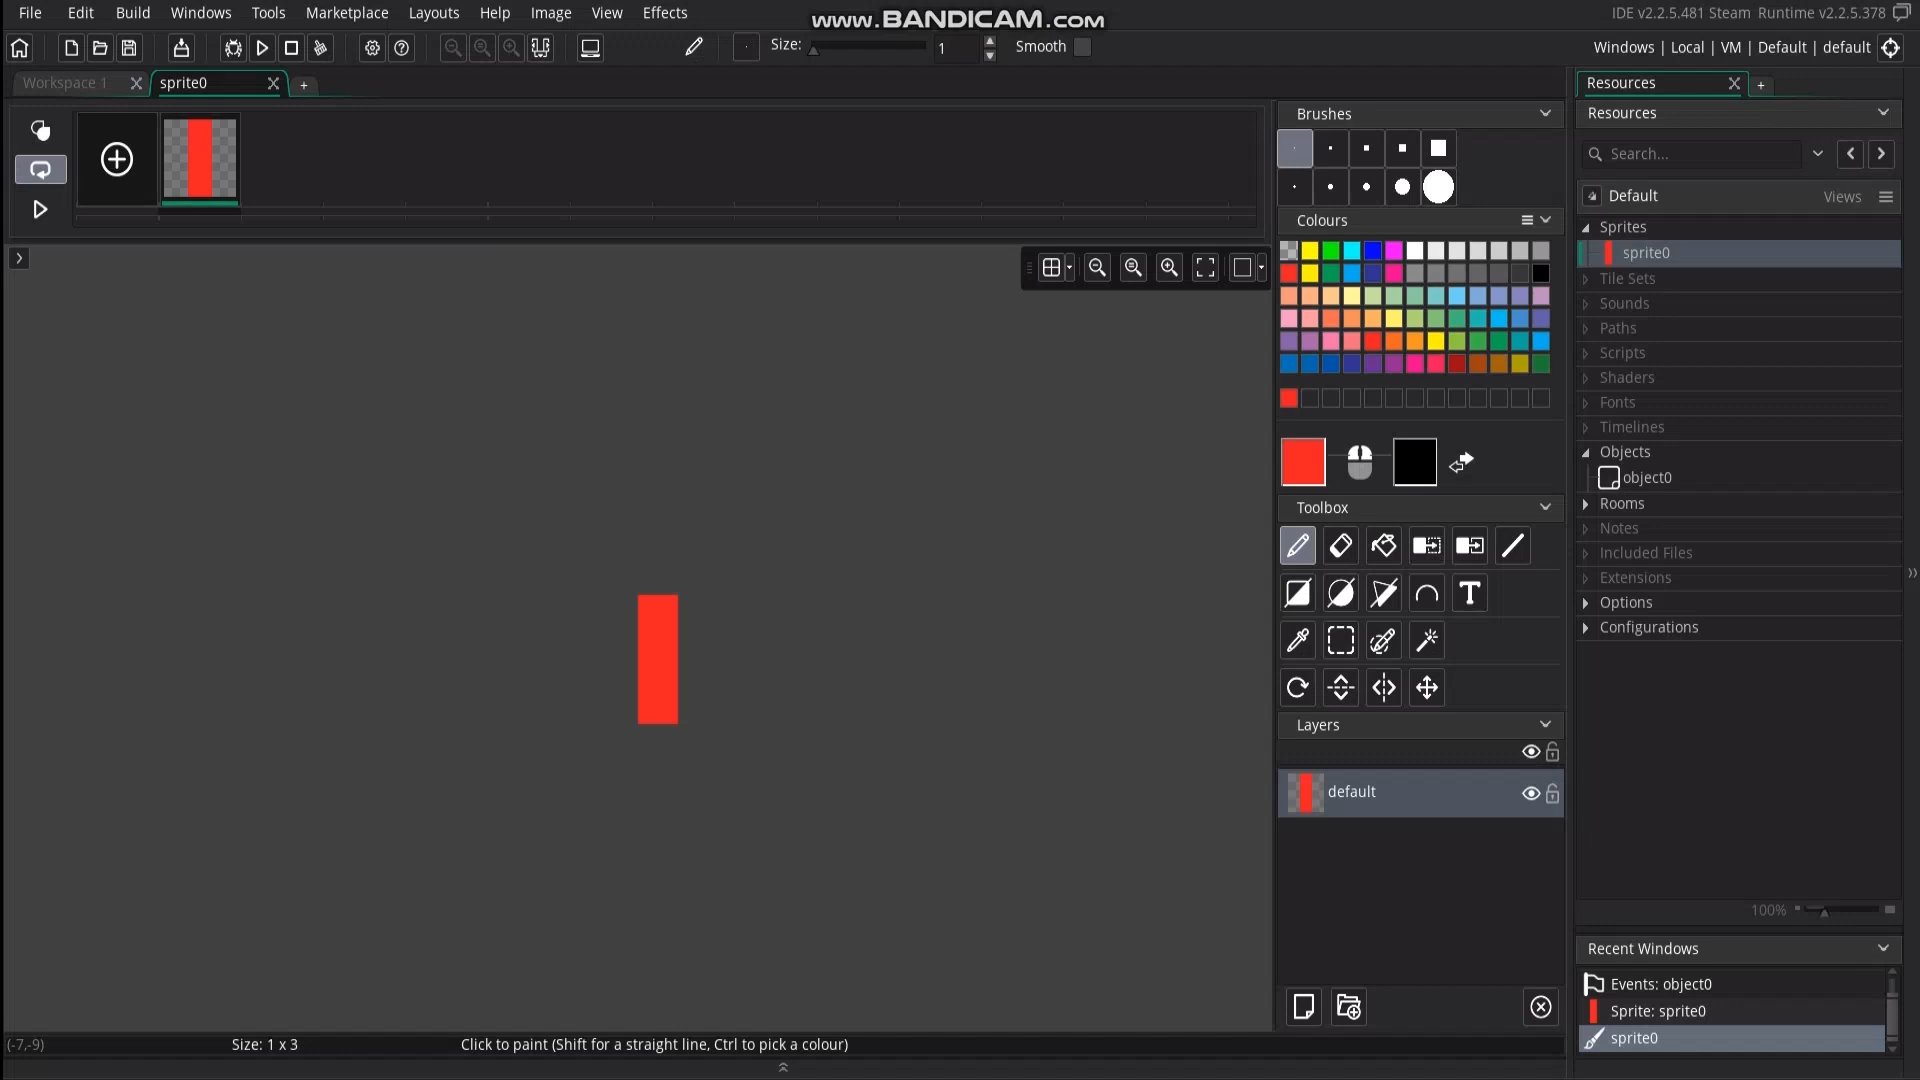 File Edit Build Windows Tools Marketplace Layouts Help Image View Effects
www.BANDICAM.com
IDE v2.2.5.481 Steam Runtime v2.2.5.378
Size: 1 Smooth
Windows | Local | VM | Default | default
Workspace 1 sprite0
Resources
Brushes
Resources
Search...
Default Views
Colours
Sprites
sprite0
Tile Sets
Sounds
Paths
Scripts
Shaders
Fonts
Timelines
Objects
object0
Toolbox
Rooms
Notes
Included Files
Extensions
Options
Configurations
Layers
default
100%
Recent Windows
Events: object0
Sprite: sprite0
sprite0
(-7,-9) Size: 1 x 3 Click to paint (Shift for a straight line, Ctrl to pick a colour)